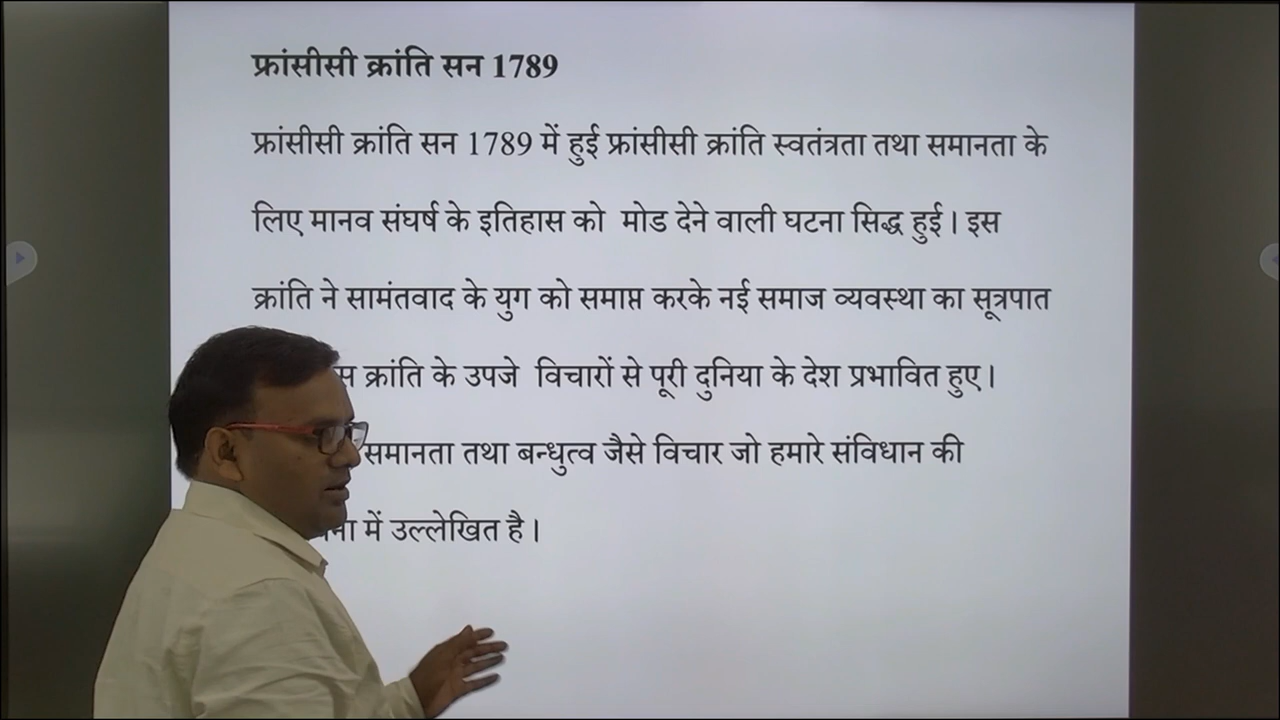 फ्रांसीसी क्रांति सन 1789
फ्रांसीसी क्रांति सन 1789 में हुई फ्रांसीसी क्रांति स्वतंत्रता तथा समानता के
लिए मानव संघर्ष के इतिहास को मोड देने वाली घटना सिद्ध हुई । इस
क्रांति ने सामंतवाद के युग को समाप्त करके नई समाज व्यवस्था का सूत्रपात
क्रांति के उपजे विचारों से पूरी दुनिया के देश प्रभावित हुए ।
समानता तथा बन्धुत्व जैसे विचार जो हमारे संविधान की
में उल्लेखित है ।